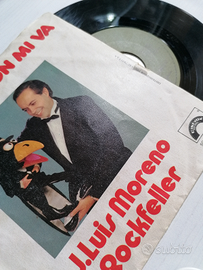 ON MI VA
J. Luis Moreno
Rockfeller